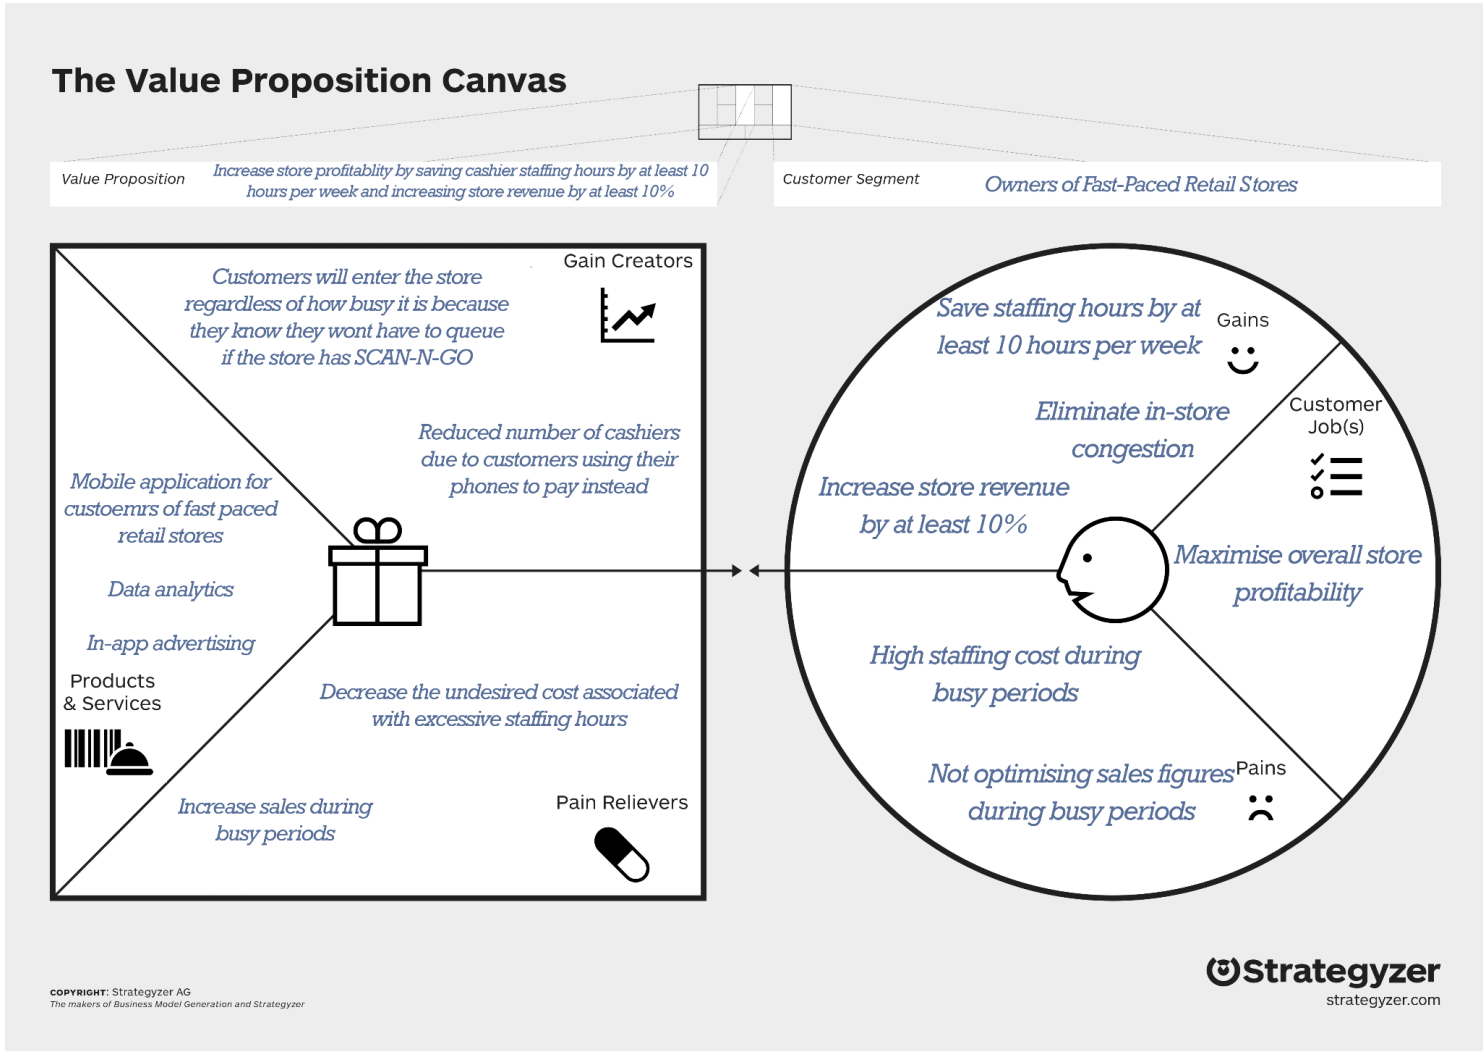 The Value Proposition Canvas
Value Proposition
Increase store profitablity by saving cashier staffing hours by at least 10
hours per week and increasing store revenue by at least 10%
Customer Segment
Owners of Fast-Paced Retail Stores
Gain Creators
Customers will enter the store
regardless of how busy it is because
they know they wont have to queue
if the store has SCAN-N-GO
Reduced number of cashiers
due to customers using their
phones to pay instead
Mobile application for
custoemrs of fast paced
retail stores
Data analytics
In-app advertising
Products
& Services
Decrease the undesired cost associated
with excessive staffing hours
Increase sales during
busy periods
Pain Relievers
Save staffing hours by at
least 10 hours per week
Gains
Eliminate in-store
congestion
Increase store revenue
by at least 10%
Customer
Job(s)
Maximise overall store
profitability
High staffing cost during
busy periods
Not optimising sales figures
during busy periods
Pains
COPYRIGHT: Strategyzer AG
The makers of Business Model Generation and Strategyzer
Strategyzer
strategyzer.com